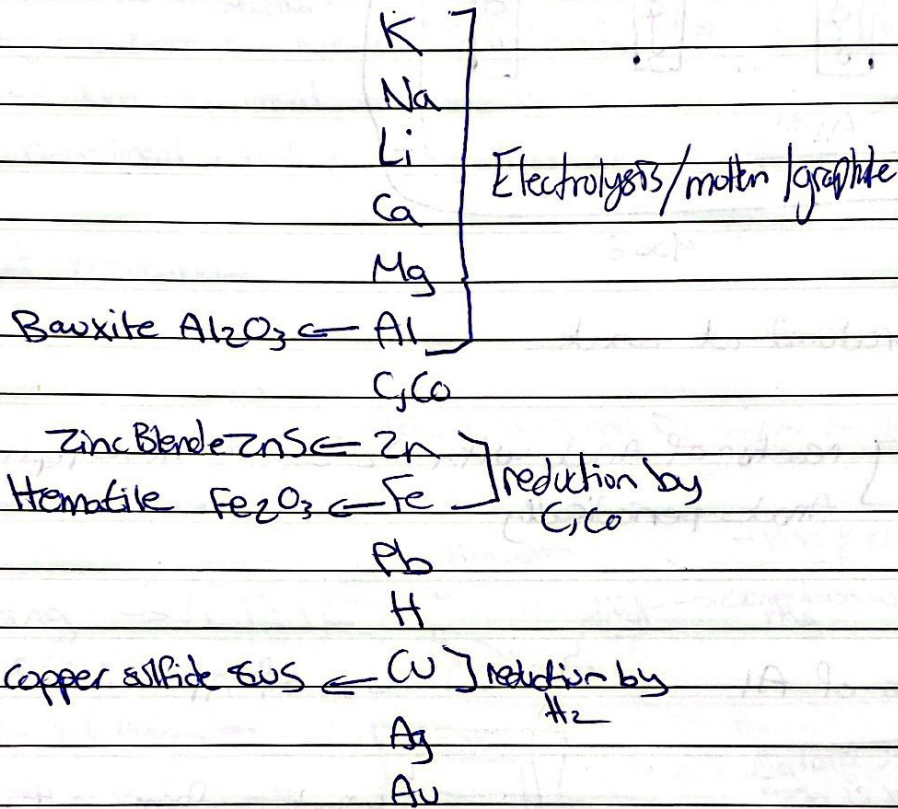 K
Na
Li
Electrolysis/molten/graphite
Ca
Mg
Bauxite Al2O3 ← Al
C,Co
Zinc Blende ZnS ← Zn
Hematite Fe2O3 ← Fe
reduction by
C,Co
Pb
H
Copper sulfide CuS ← Cu ] reduction by
H2
Ag
Au